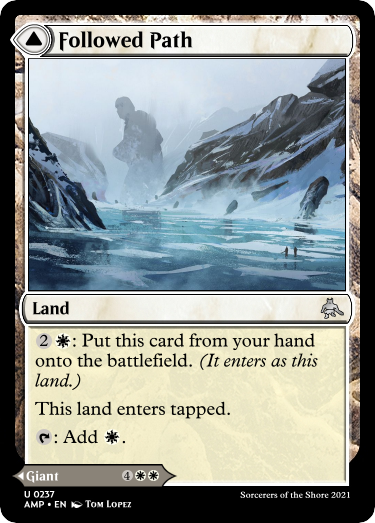 Followed Path
Land
2 : Put this card from your hand
onto the battlefield. (It enters as this
land.)
This land enters tapped.
: Add .
Giant 4
U 0237
AMP • EN Tom Lopez
Sorcerers of the Shore 2021